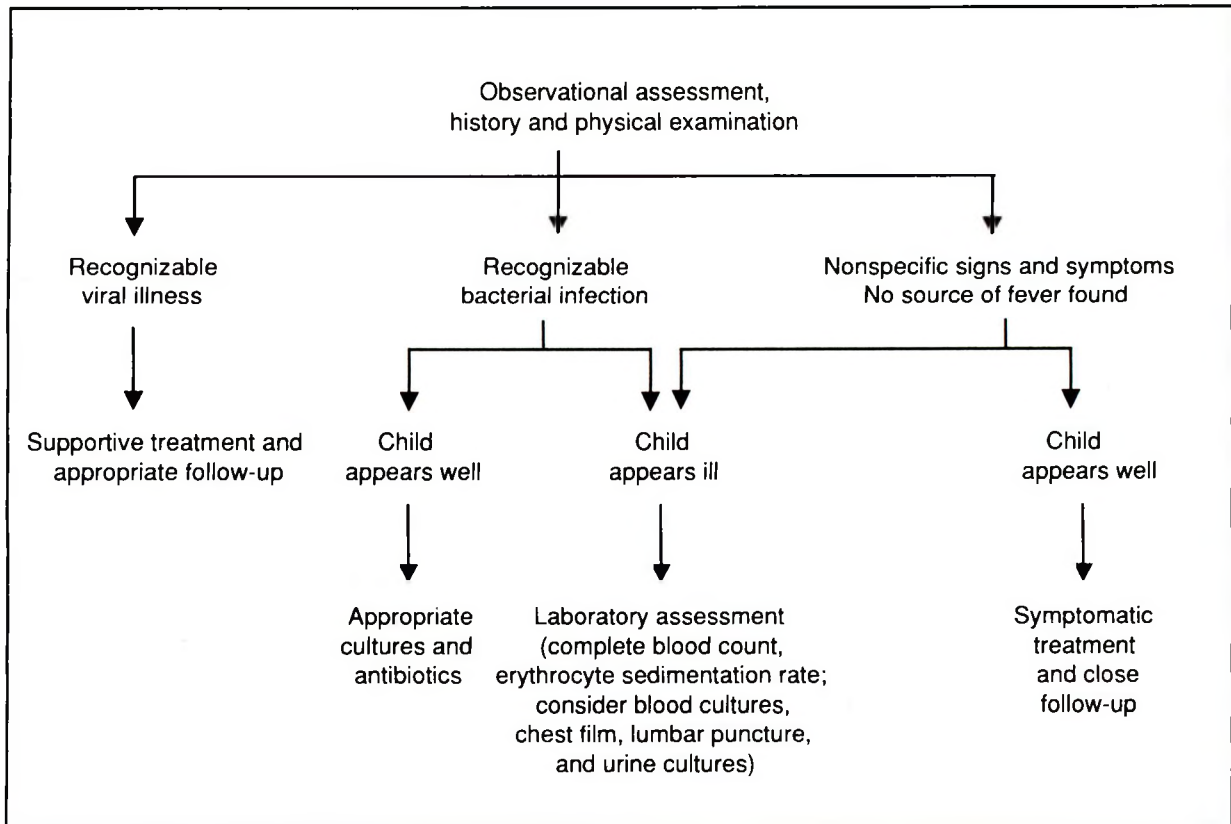 Observational assessment,
history and physical examination
Recognizable
viral illness
Recognizable
bacterial infection
Nonspecific signs and symptoms
No source of fever found
Supportive treatment and
appropriate follow-up
Child
appears well
Child
appears ill
Child
appears well
Appropriate
cultures and
antibiotics
Laboratory assessment
(complete blood count,
erythrocyte sedimentation rate;
consider blood cultures,
chest film, lumbar puncture,
and urine cultures)
Symptomatic
treatment
and close
follow-up